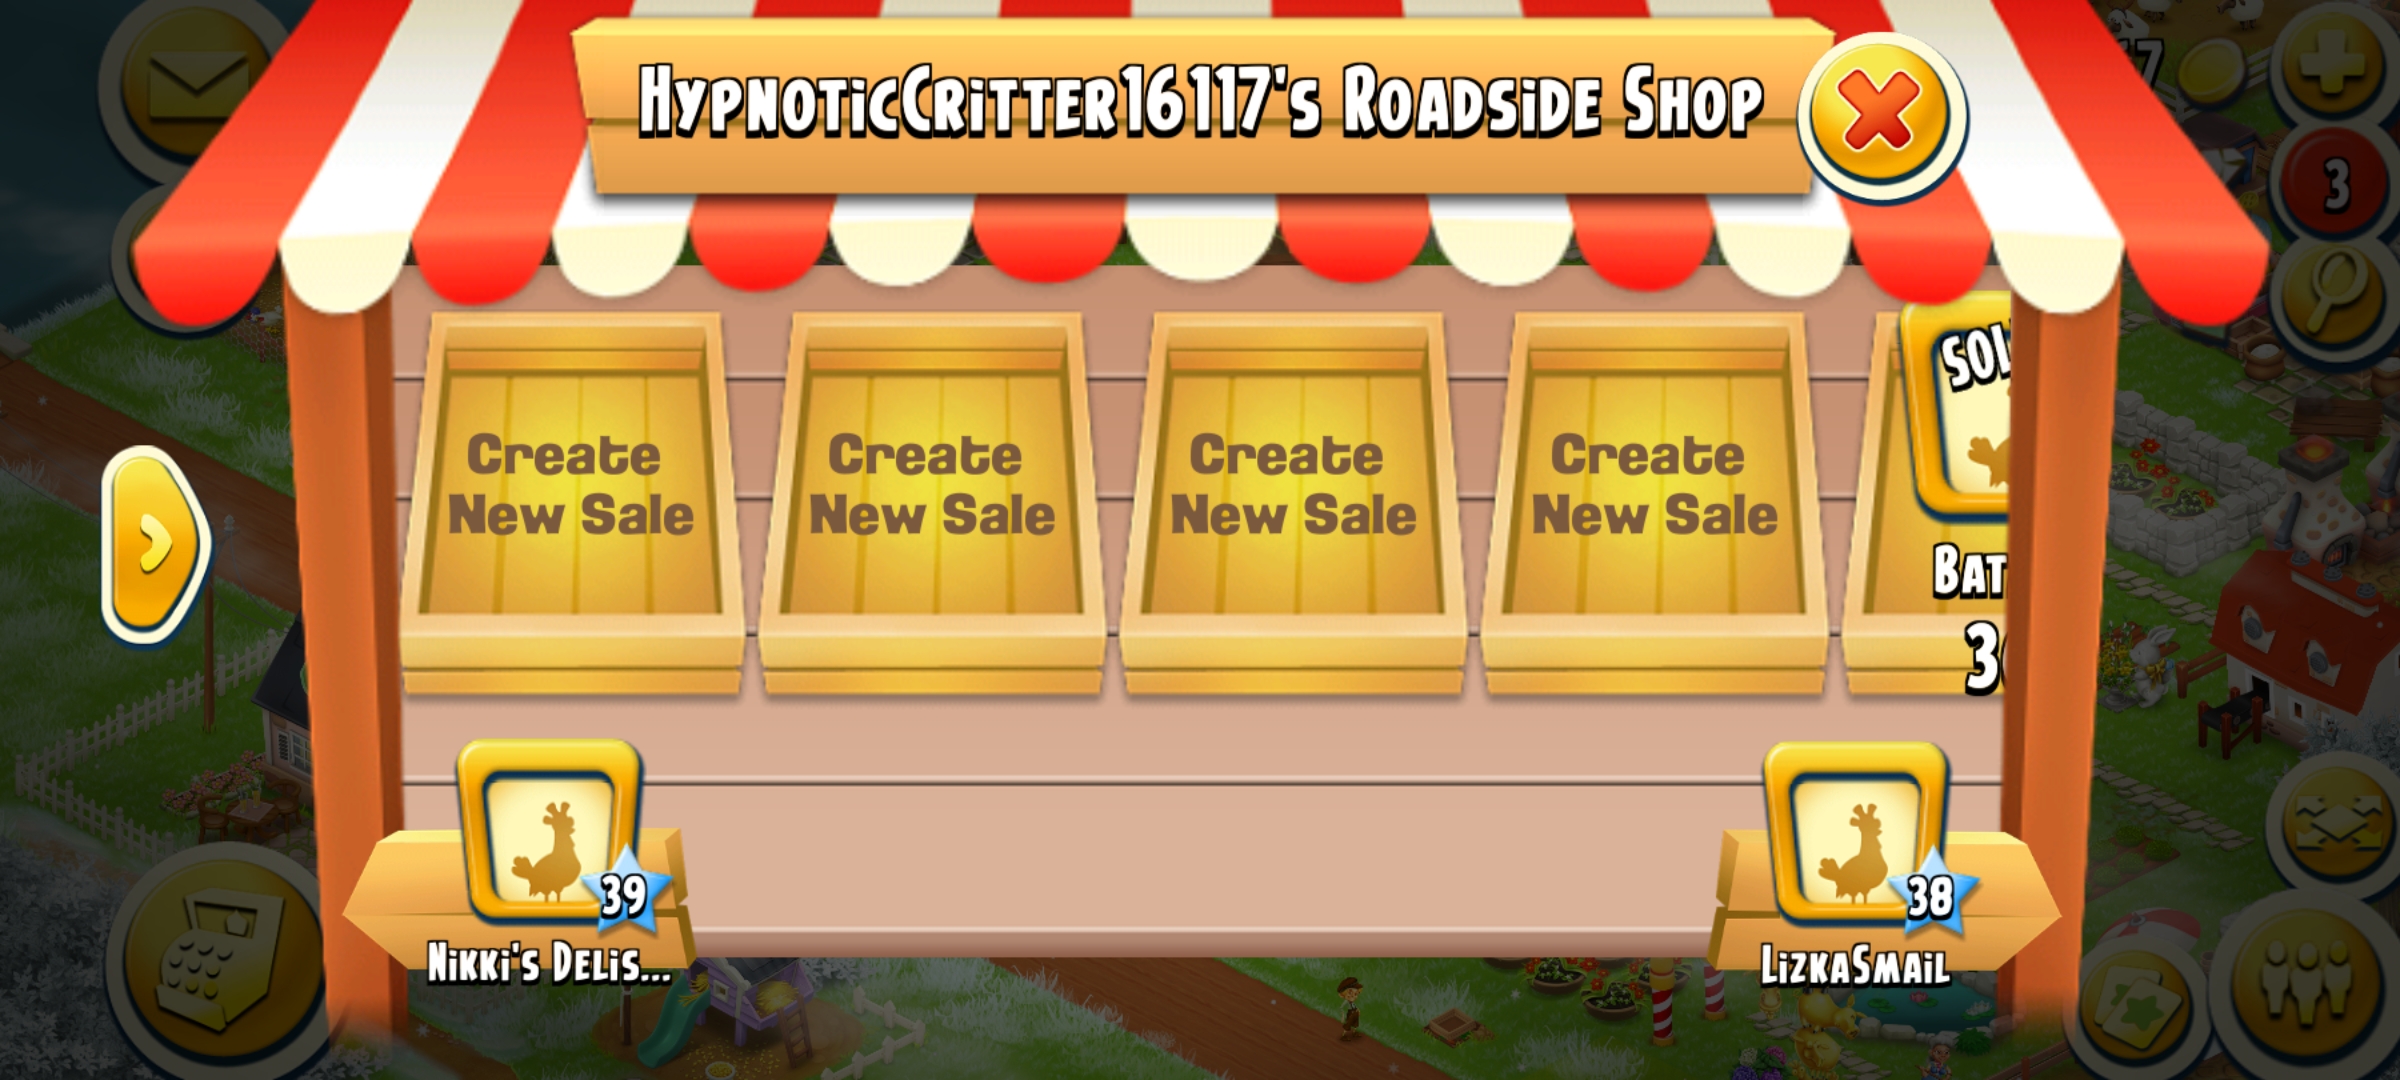 HypnoticCritter16117's Roadside Shop
3
Create
New Sale
Create
New Sale
Create
New Sale
Create
New Sale
39
Nikki's Delis...
38
LizkaSmail